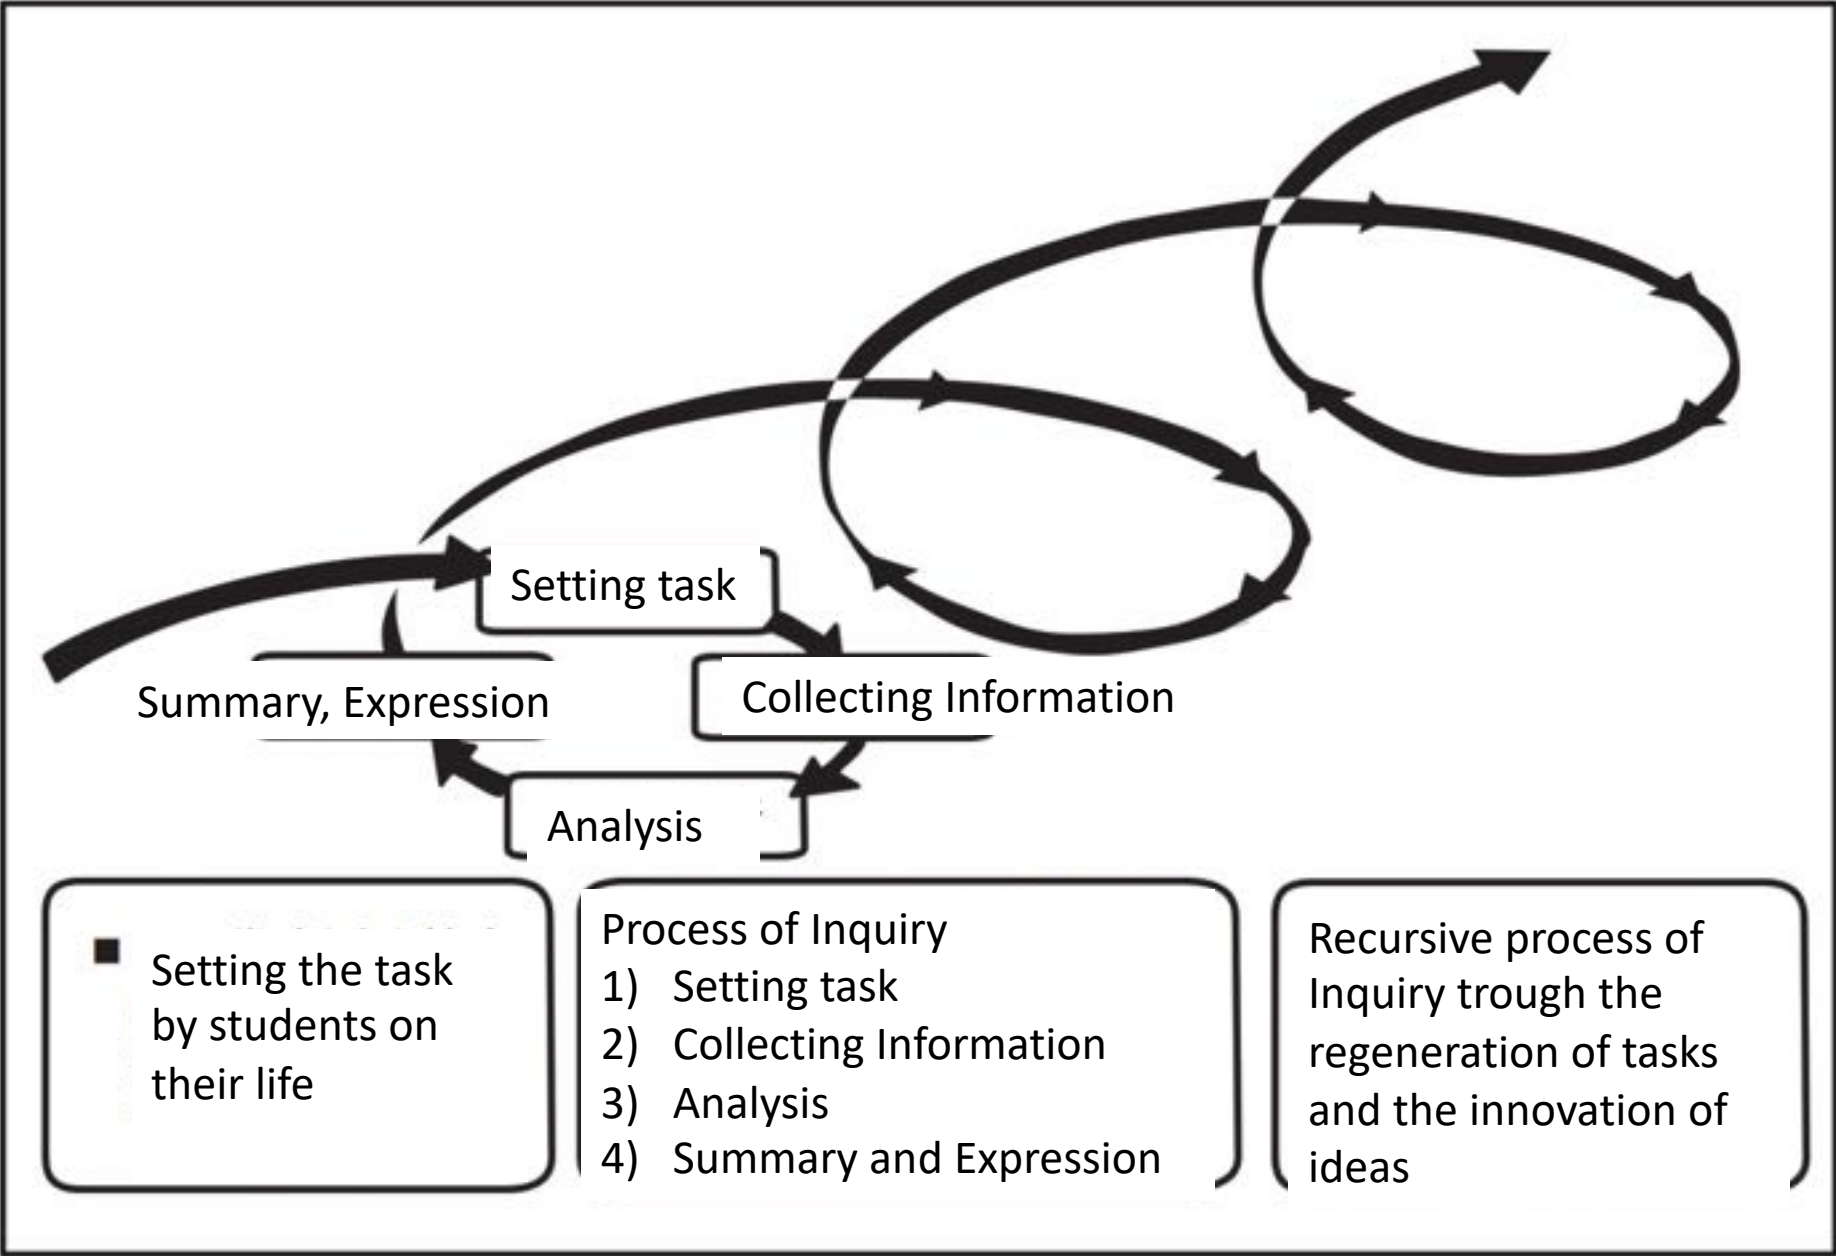 Setting task
Summary, Expression
Collecting Information
Analysis
Setting the task
by students on
their life
Process of Inquiry
1) Setting task
2) Collecting Information
3) Analysis
4) Summary and Expression
Recursive process of
Inquiry trough the
regeneration of tasks
and the innovation of
ideas